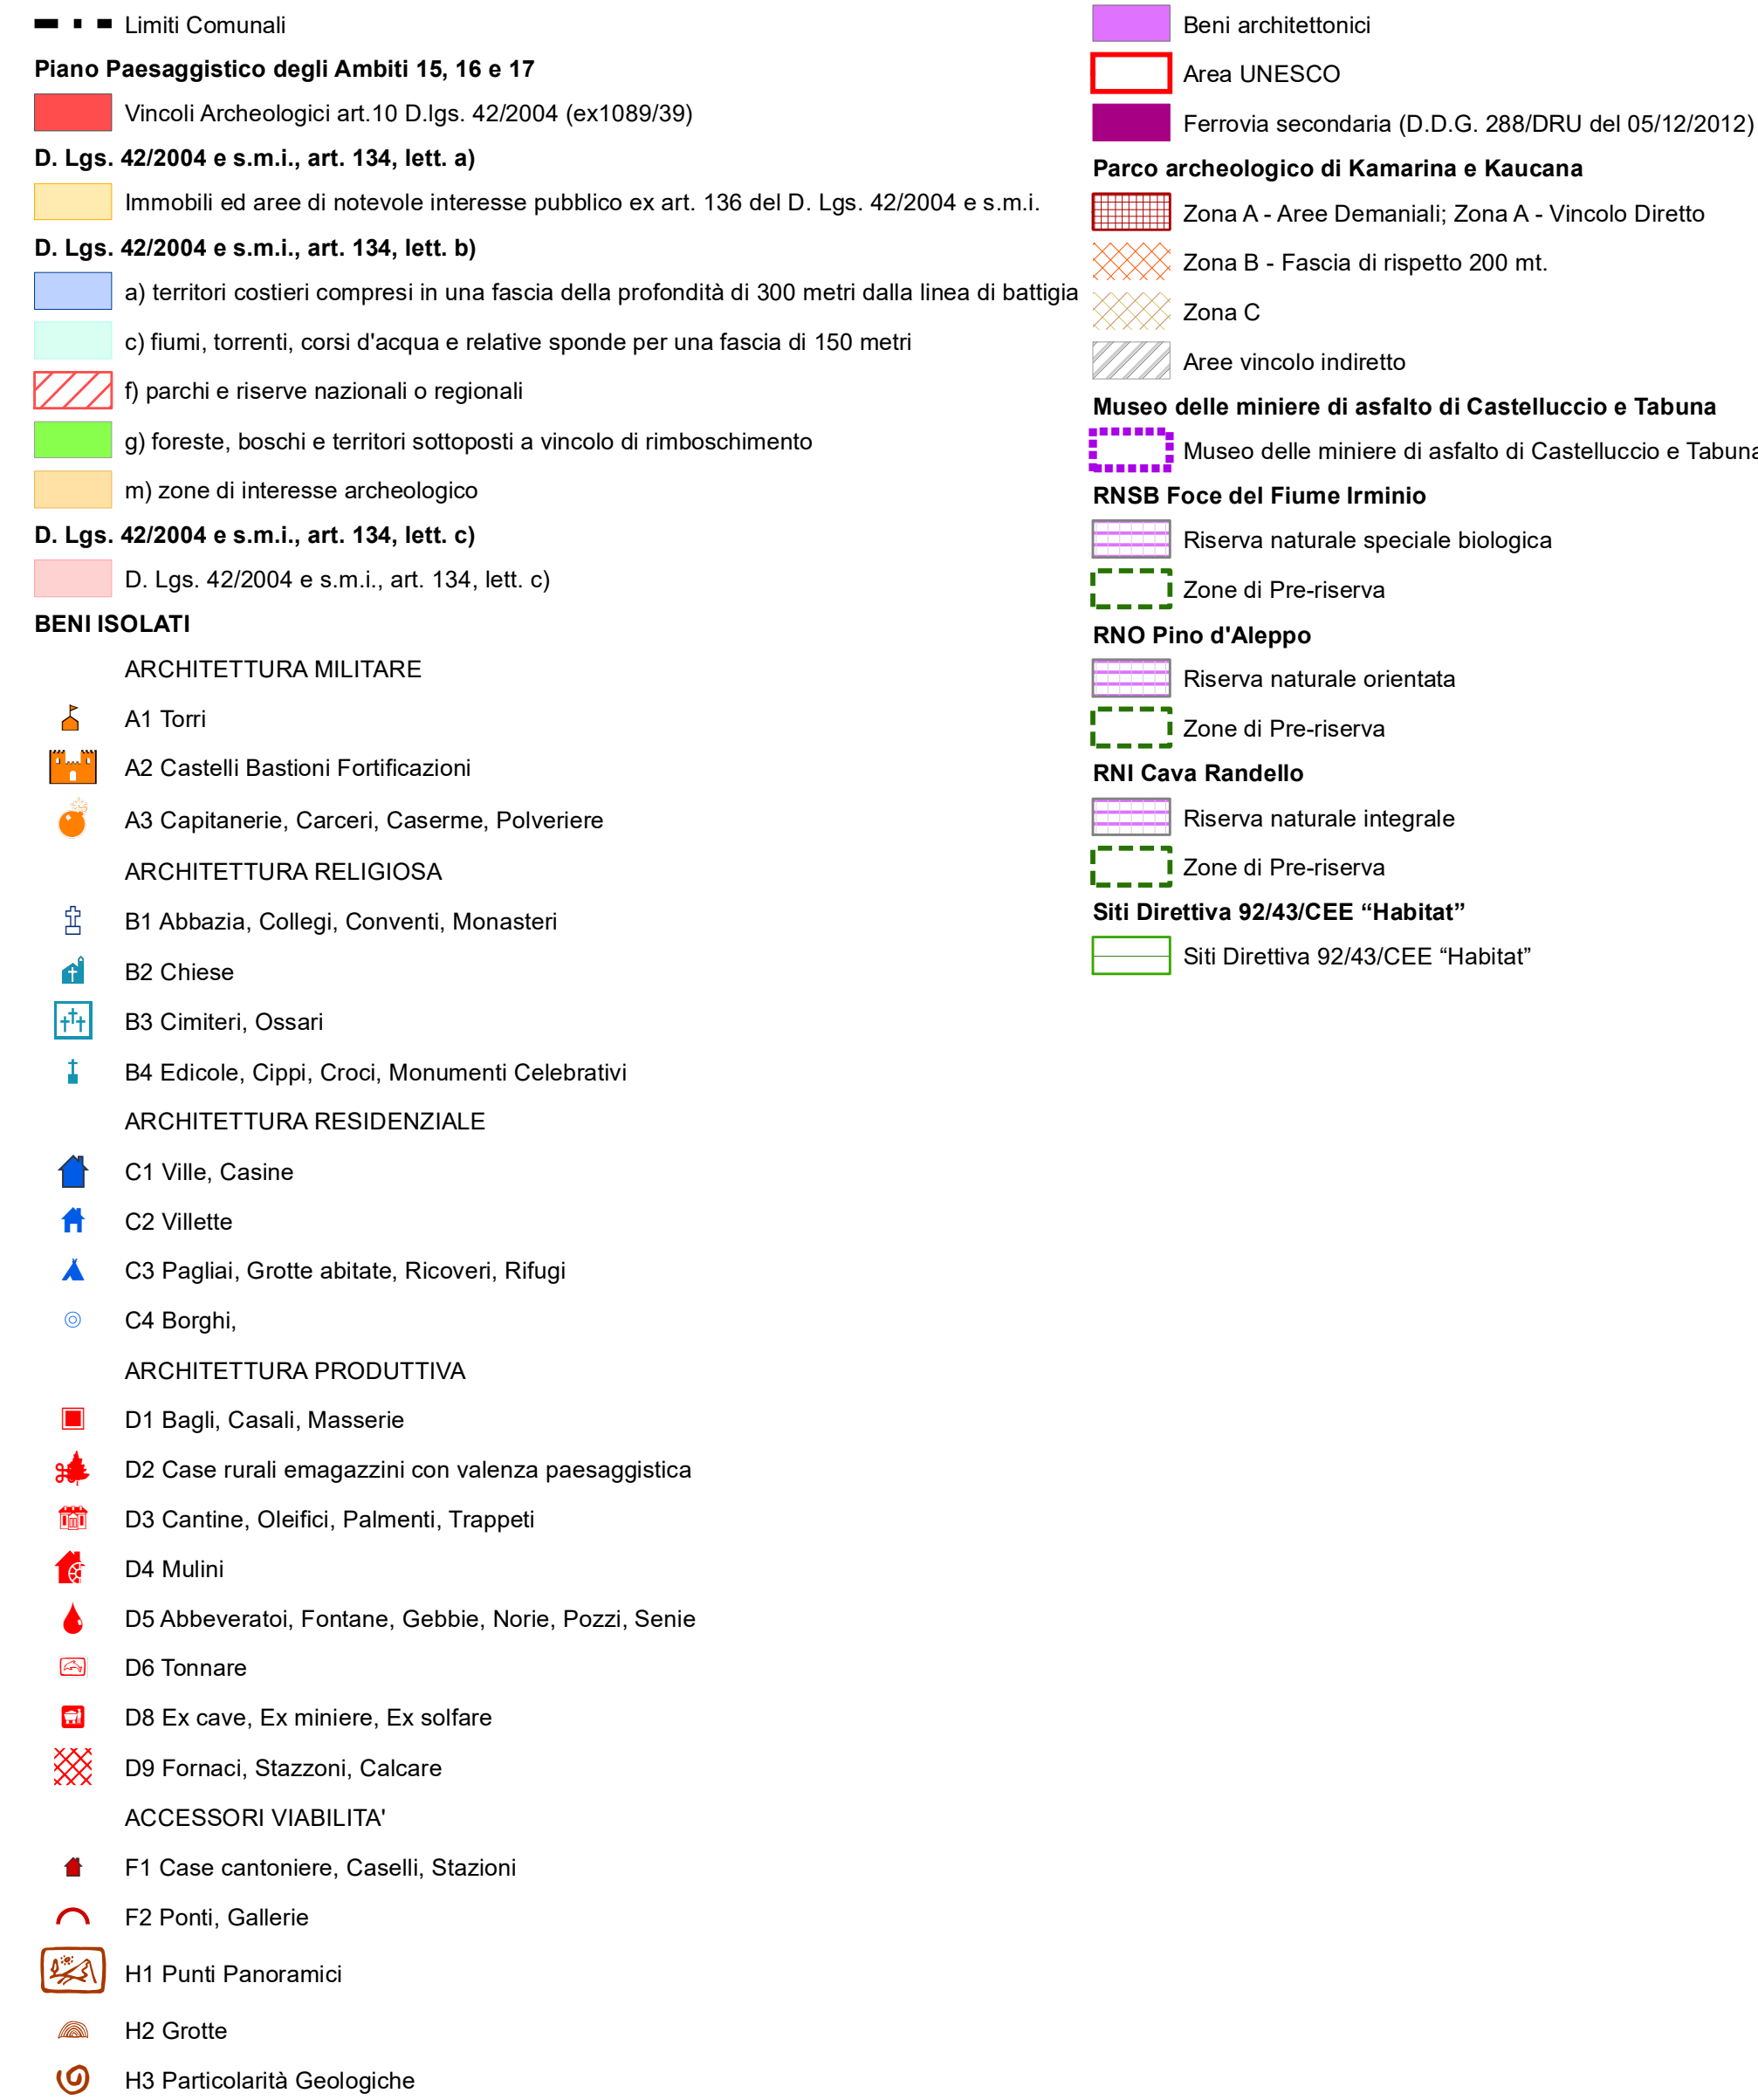 Limiti Comunali
Piano Paesaggistico degli Ambiti 15, 16 e 17
Vincoli Archeologici art.10 D.lgs. 42/2004 (ex1089/39)
D. Lgs. 42/2004 e s.m.i., art. 134, lett. a)
Immobili ed aree di notevole interesse pubblico ex art. 136 del D. Lgs. 42/2004 e s.m.i.
D. Lgs. 42/2004 e s.m.i., art. 134, lett. b)
a) territori costieri compresi in una fascia della profondità di 300 metri dalla linea di battigia
c) fiumi, torrenti, corsi d'acqua e relative sponde per una fascia di 150 metri
f) parchi e riserve nazionali o regionali
g) foreste, boschi e territori sottoposti a vincolo di rimboschimento
m) zone di interesse archeologico
D. Lgs. 42/2004 e s.m.i., art. 134, lett. c)
D. Lgs. 42/2004 e s.m.i., art. 134, lett. c)
BENI ISOLATI
ARCHITETTURA MILITARE
A1 Torri
A2 Castelli Bastioni Fortificazioni
A3 Capitanerie, Carceri, Caserme, Polveriere
ARCHITETTURA RELIGIOSA
B1 Abbazia, Collegi, Conventi, Monasteri
B2 Chiese
B3 Cimiteri, Ossari
B4 Edicole, Cippi, Croci, Monumenti Celebrativi
ARCHITETTURA RESIDENZIALE
C1 Ville, Casine
C2 Villette
C3 Pagliai, Grotte abitate, Ricoveri, Rifugi
C4 Borghi,
ARCHITETTURA PRODUTTIVA
D1 Bagli, Casali, Masserie
D2 Case rurali emagazzini con valenza paesaggistica
D3 Cantine, Oleifici, Palmenti, Trappeti
D4 Mulini
D5 Abbeveratoi, Fontane, Gebbie, Norie, Pozzi, Senie
D6 Tonnare
D8 Ex cave, Ex miniere, Ex solfare
D9 Fornaci, Stazzoni, Calcare
ACCESSORI VIABILITA'
F1 Case cantoniere, Caselli, Stazioni
F2 Ponti, Gallerie
H1 Punti Panoramici
H2 Grotte
H3 Particolarità Geologiche
Beni architettonici
Area UNESCO
Ferrovia secondaria (D.D.G. 288/DRU del 05/12/2012)
Parco archeologico di Kamarina e Kaucana
Zona A - Aree Demaniali; Zona A - Vincolo Diretto
Zona B - Fascia di rispetto 200 mt.
Zona C
Aree vincolo indiretto
Museo delle miniere di asfalto di Castelluccio e Tabuna
Museo delle miniere di asfalto di Castelluccio e Tabuna
RNSB Foce del Fiume Irminio
Riserva naturale speciale biologica
Zone di Pre-riserva
RNO Pino d'Aleppo
Riserva naturale orientata
Zone di Pre-riserva
RNI Cava Randello
Riserva naturale integrale
Zone di Pre-riserva
Siti Direttiva 92/43/CEE “Habitat”
Siti Direttiva 92/43/CEE “Habitat”